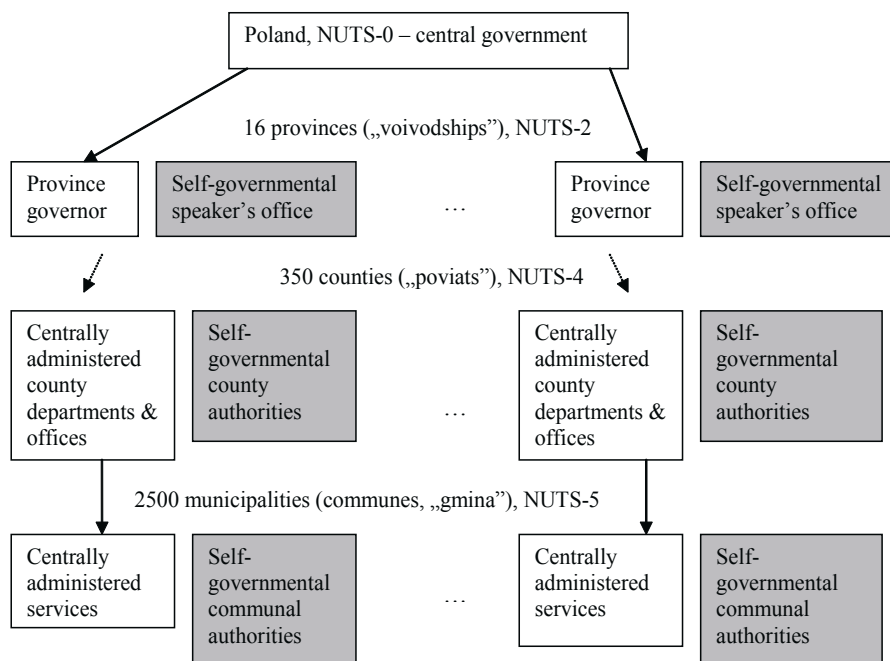 Poland, NUTS-0 – central government
16 provinces („voivodships”), NUTS-2
Province
governor
Self-governmental
speaker’s office
…
Province
governor
Self-governmental
speaker’s office
350 counties („poviats”), NUTS-4
Centrally
administered
county
departments &
offices
Self-
governmental
county
authorities
…
Centrally
administered
county
departments &
offices
Self-
governmental
county
authorities
2500 municipalities (communes, „gmina”), NUTS-5
Centrally
administered
services
Self-
governmental
communal
authorities
…
Centrally
administered
services
Self-
governmental
communal
authorities